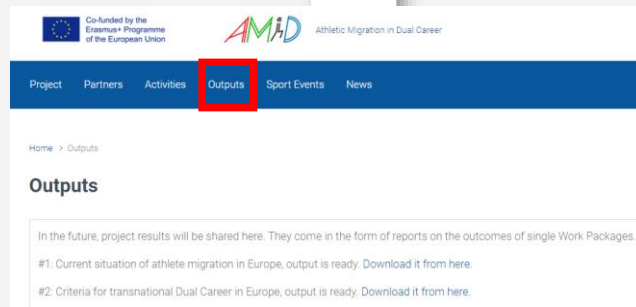 Co-funded by the
Erasmus+ Programme
of the European Union
AMiD
Athletic Migration in Dual Career
Project Partners Activities Outputs Sport Events News
Home > Outputs
Outputs
In the future, project results will be shared here. They come in the form of reports on the outcomes of single Work Packages.
#1: Current situation of athlete migration in Europe, output is ready. Download it from here.
#2: Criteria for transnational Dual Career in Europe, output is ready. Download it from here.